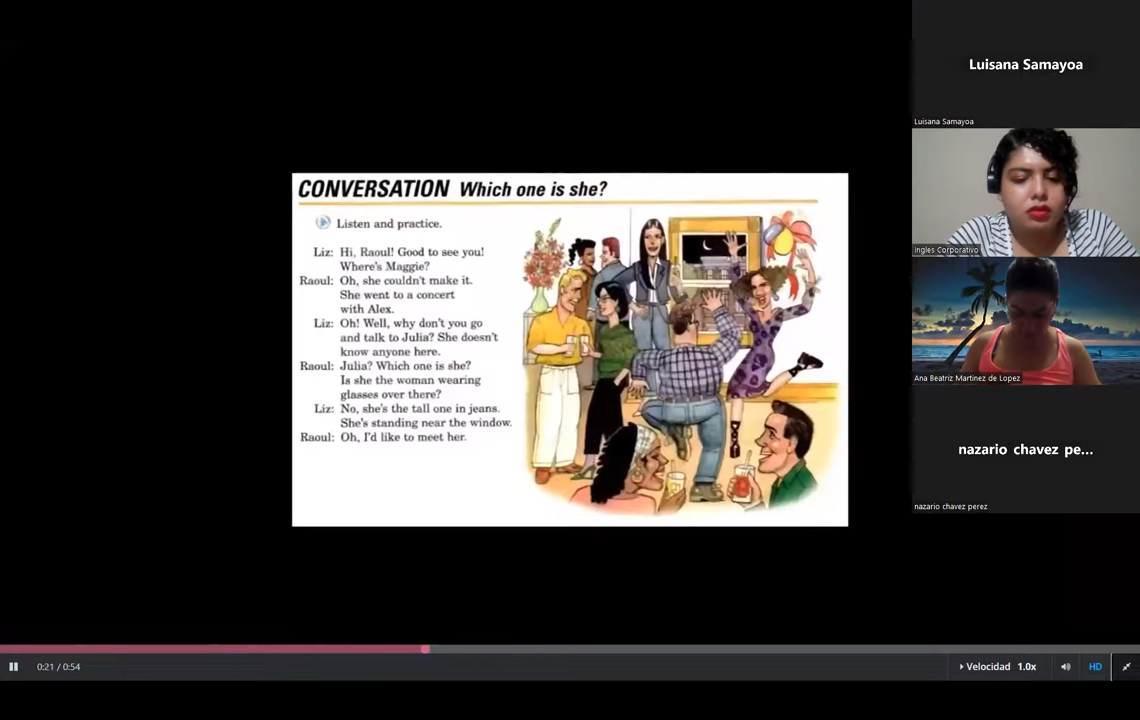 Luisana Samayoa
Luisana Samayoa
CONVERSATION Which one is she?
Listen and practice.
Liz: Hi, Raoul! Good to see you!
Where's Maggie?
Raoul: Oh, she couldn't make it.
She went to a concert
with Alex.
Liz: Oh! Well, why don't you go
and talk to Julia? She doesn't
know anyone here.
Raoul: Julia? Which one is she?
Is she the woman wearing
glasses over there?
Liz: No, she's the tall one in jeans.
She's standing near the window.
Raoul: Oh, I'd like to meet her.
Ingles Corporativo
Ana Beatriz Martinez de Lopez
nazario chavez pe...
nazario chavez perez
0:21 / 0:54
Velocidad 1.0x
HD